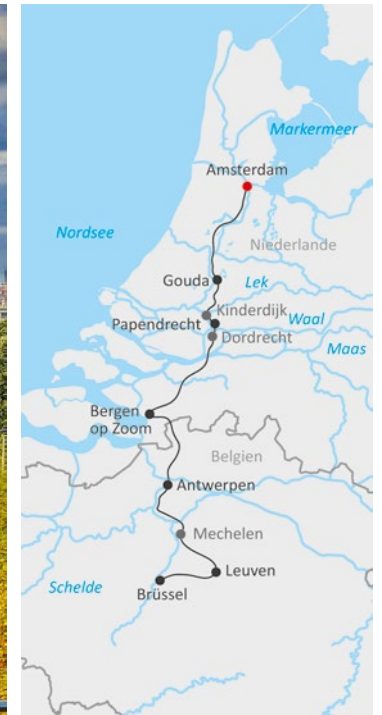 Markermeer
Amsterdam
Nordsee
Niederlande
Gouda
Lek
Kinderdijk
Papendrecht
Waal
Dordrecht
Maas
Bergen
op Zoom
Belgien
Antwerpen
Mechelen
Schelde
Leuven
Brüssel